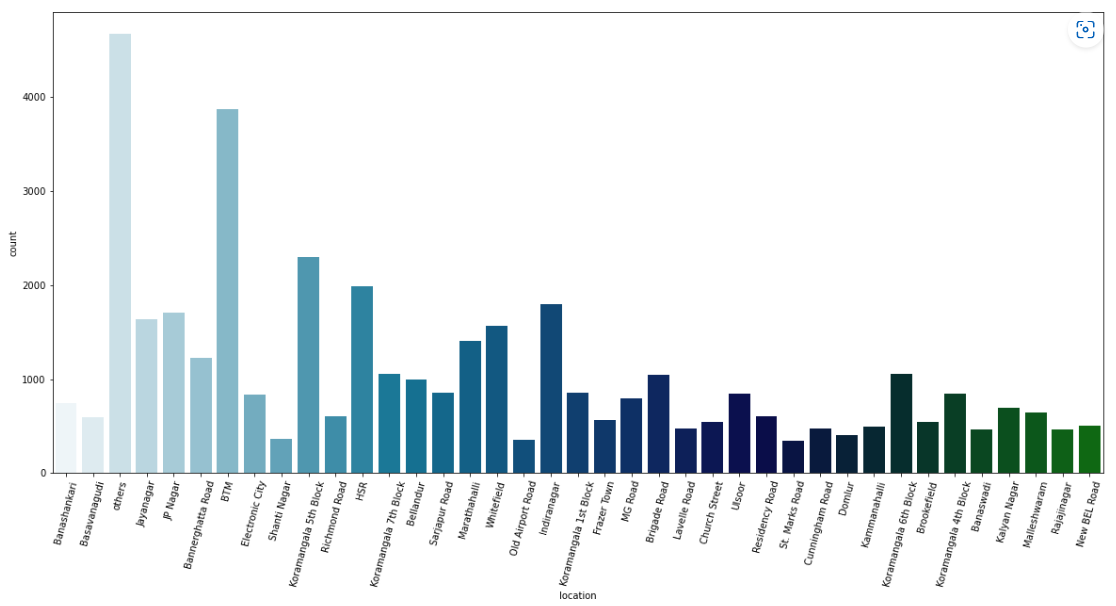 count
4000
3000
2000
1000
0
Banashankari
Basavanagudi
others
Jayanagar
JP Nagar
Bannerghatta Road
BTM
Electronic City
Shanti Nagar
Koramangala 5th Block
Richmond Road
HSR
Koramangala 7th Block
Bellandur
Sarjapur Road
Marathahalli
Whitefield
Old Airport Road
Indiranagar
Koramangala 1st Block
Frazer Town
MG Road
Brigade Road
Lavelle Road
Church Street
Ulsoor
Residency Road
St. Marks Road
Cunningham Road
Domlur
Kammanahalli
Koramangala 6th Block
Brookefield
Koramangala 4th Block
Banaswadi
Kalyan Nagar
Malleshwaram
Rajajinagar
New BEL Road
location